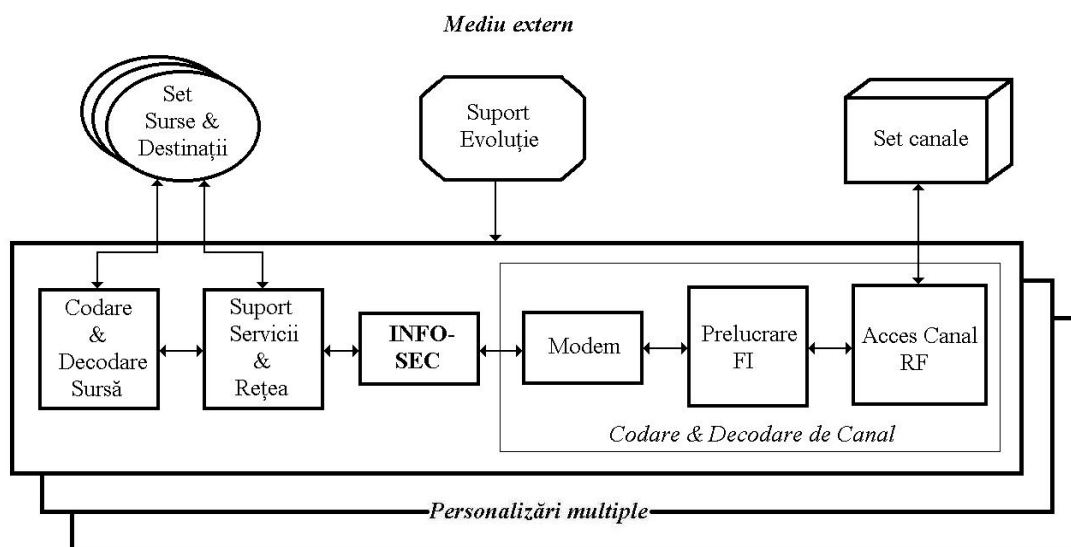 Mediu extern
Set
Surse &
Destinații
Suport
Evoluție
Set canale
Codare
&
Decodare
Sursă
Suport
Servicii
&
Rețea
INFO-
SEC
Modem
Prelucrare
FI
Acces Canal
RF
Codare & Decodare de Canal
Personalizări multiple